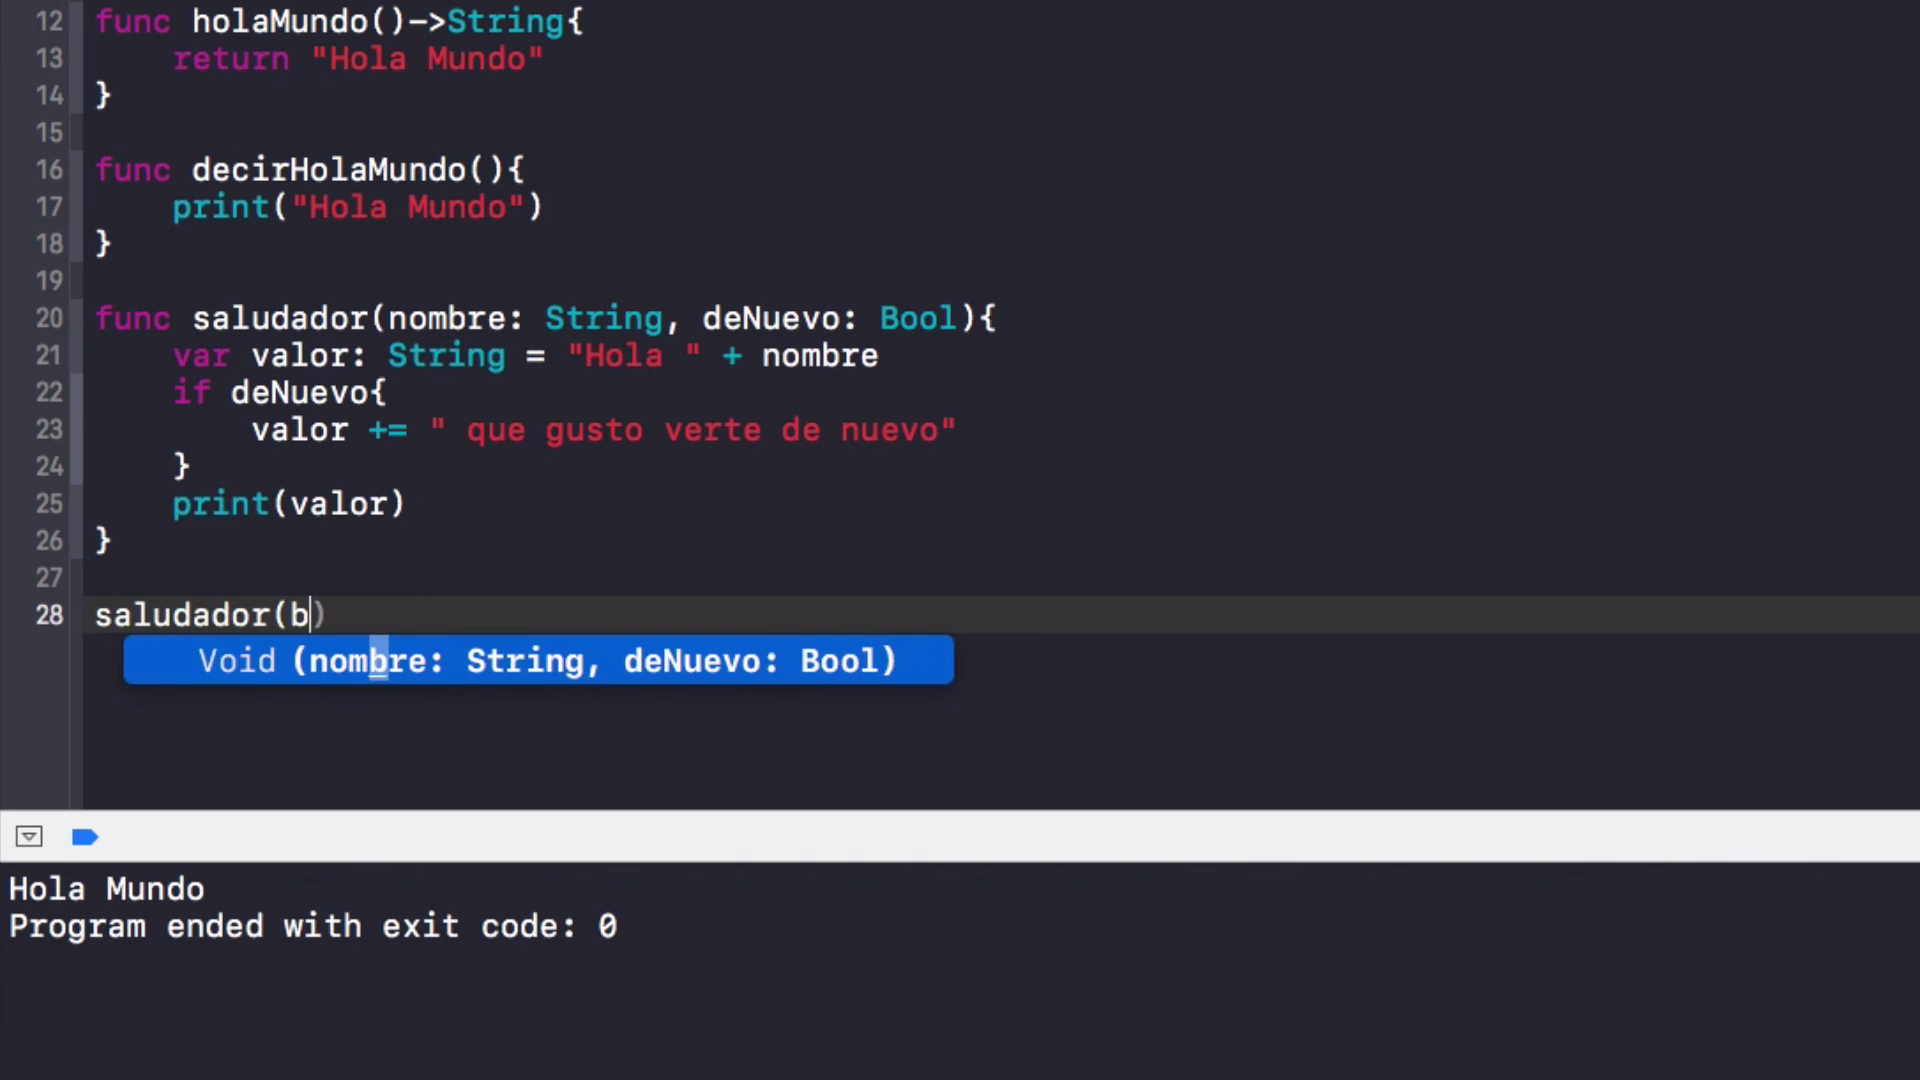 12 func holaMundo()->String{
13     return "Hola Mundo"
14 }
15
16 func decirHolaMundo(){
17     print("Hola Mundo")
18 }
19
20 func saludador(nombre: String, deNuevo: Bool){
21     var valor: String = "Hola " + nombre
22     if deNuevo{
23         valor += " que gusto verte de nuevo"
24     }
25     print(valor)
26 }
27
28 saludador(b)
Void (nombre: String, deNuevo: Bool)
Hola Mundo
Program ended with exit code: 0